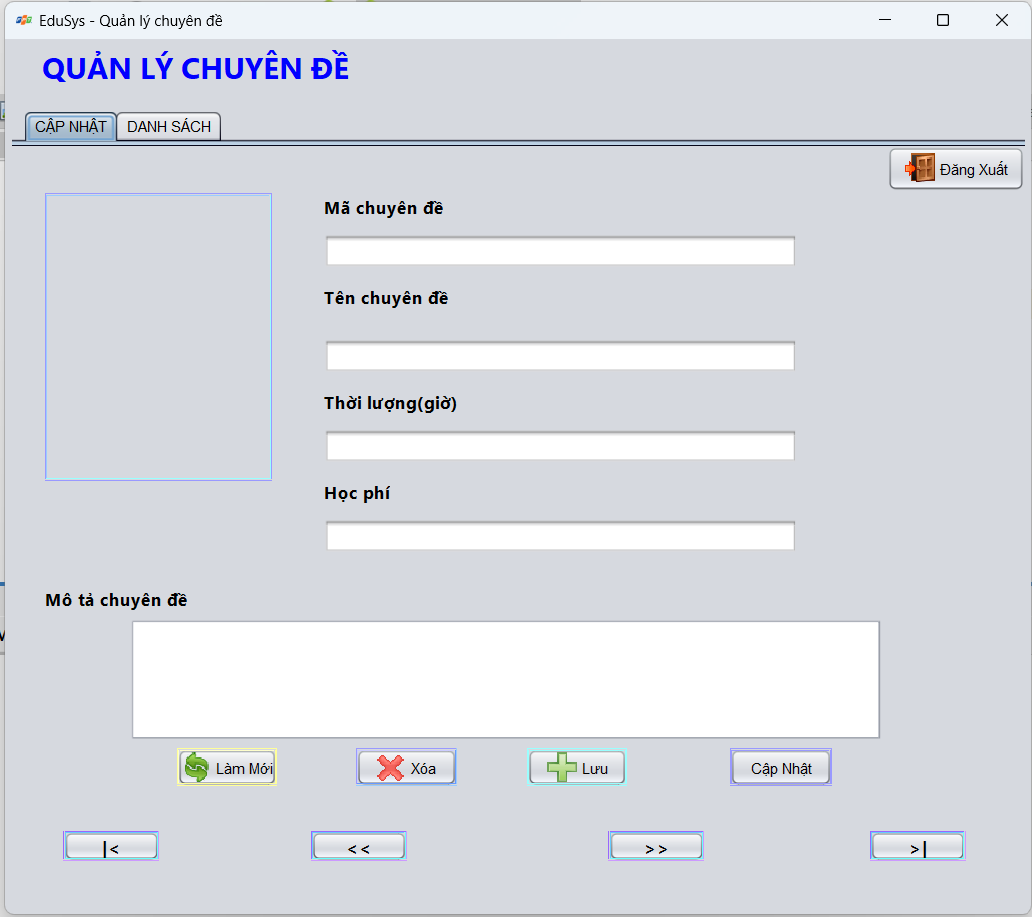 EduSys - Quản lý chuyên đề
QUẢN LÝ CHUYÊN ĐỀ
CẬP NHẬT DANH SÁCH
Đăng Xuất
Mã chuyên đề
Tên chuyên đề
Thời lượng(giờ)
Học phí
Mô tả chuyên đề
Làm Mới Xóa Lưu Cập Nhật
|< << >> >|